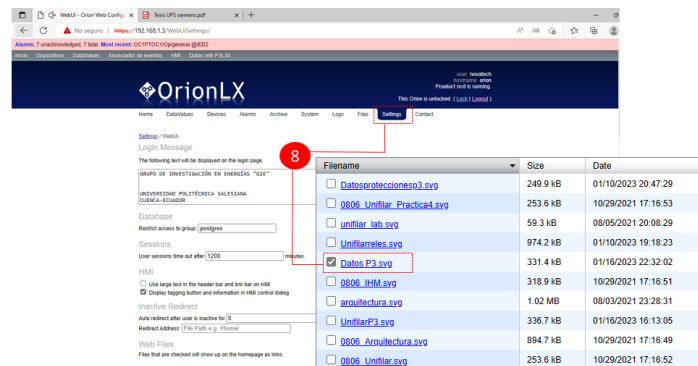 WebUI - Orion Web Config
Tesis UPS siemens.pdf
No seguro
https://192.168.1.3/WebUiSettings/
Alarms: 7 unacknowledged, 7 total. Most recent: OC1PTOC1/Op/general @IED2
Inicio Dispositivos DataValues Anunciador de eventos HMI Datos relé P3L30
OrionLX
user novatech
hostname orion
Prueba1.ncd is running.
This Orion is unlocked. ( Lock | Logout )
Home DataValues Devices Alarms Archive System Logs Files Settings Contact
Settings / WebUI
Login Message
The following text will be displayed on the login page.
GRUPO DE INVESTIGACIÓN EN ENERGÍAS "GIE"
UNIVERSIDAD POLITÉCNICA SALESIANA
CUENCA-ECUADOR
Database
Restrict access to group: postgres
Sessions
User sessions time out after 1200 minutes.
HMI
Use large text in the header bar and link bar on HMI
Display tagging button and information in HMI control dialog
Inactive Redirect
Auto redirect after user is inactive for 0
Redirect Address: File Path e.g. /Home/
Web Files
Files that are checked will show up on the homepage as links.
8
Filename Size Date
Datosproteccionesp3.svg 249.9 kB 01/10/2023 20:47:29
0806_Unifilar_Practica4.svg 253.6 kB 10/29/2021 17:16:53
unifilar_lab.svg 59.3 kB 08/05/2021 20:08:29
Unifilarreles.svg 974.2 kB 01/10/2023 19:18:23
Datos P3.svg 331.4 kB 01/16/2023 22:32:02
0806_IHM.svg 318.9 kB 10/29/2021 17:16:51
arquitectura.svg 1.02 MB 08/03/2021 23:28:31
UnifilarP3.svg 336.7 kB 01/16/2023 16:13:05
0806_Arquitectura.svg 894.7 kB 10/29/2021 17:16:49
0806_Unifilar.svg 253.6 kB 10/29/2021 17:16:52